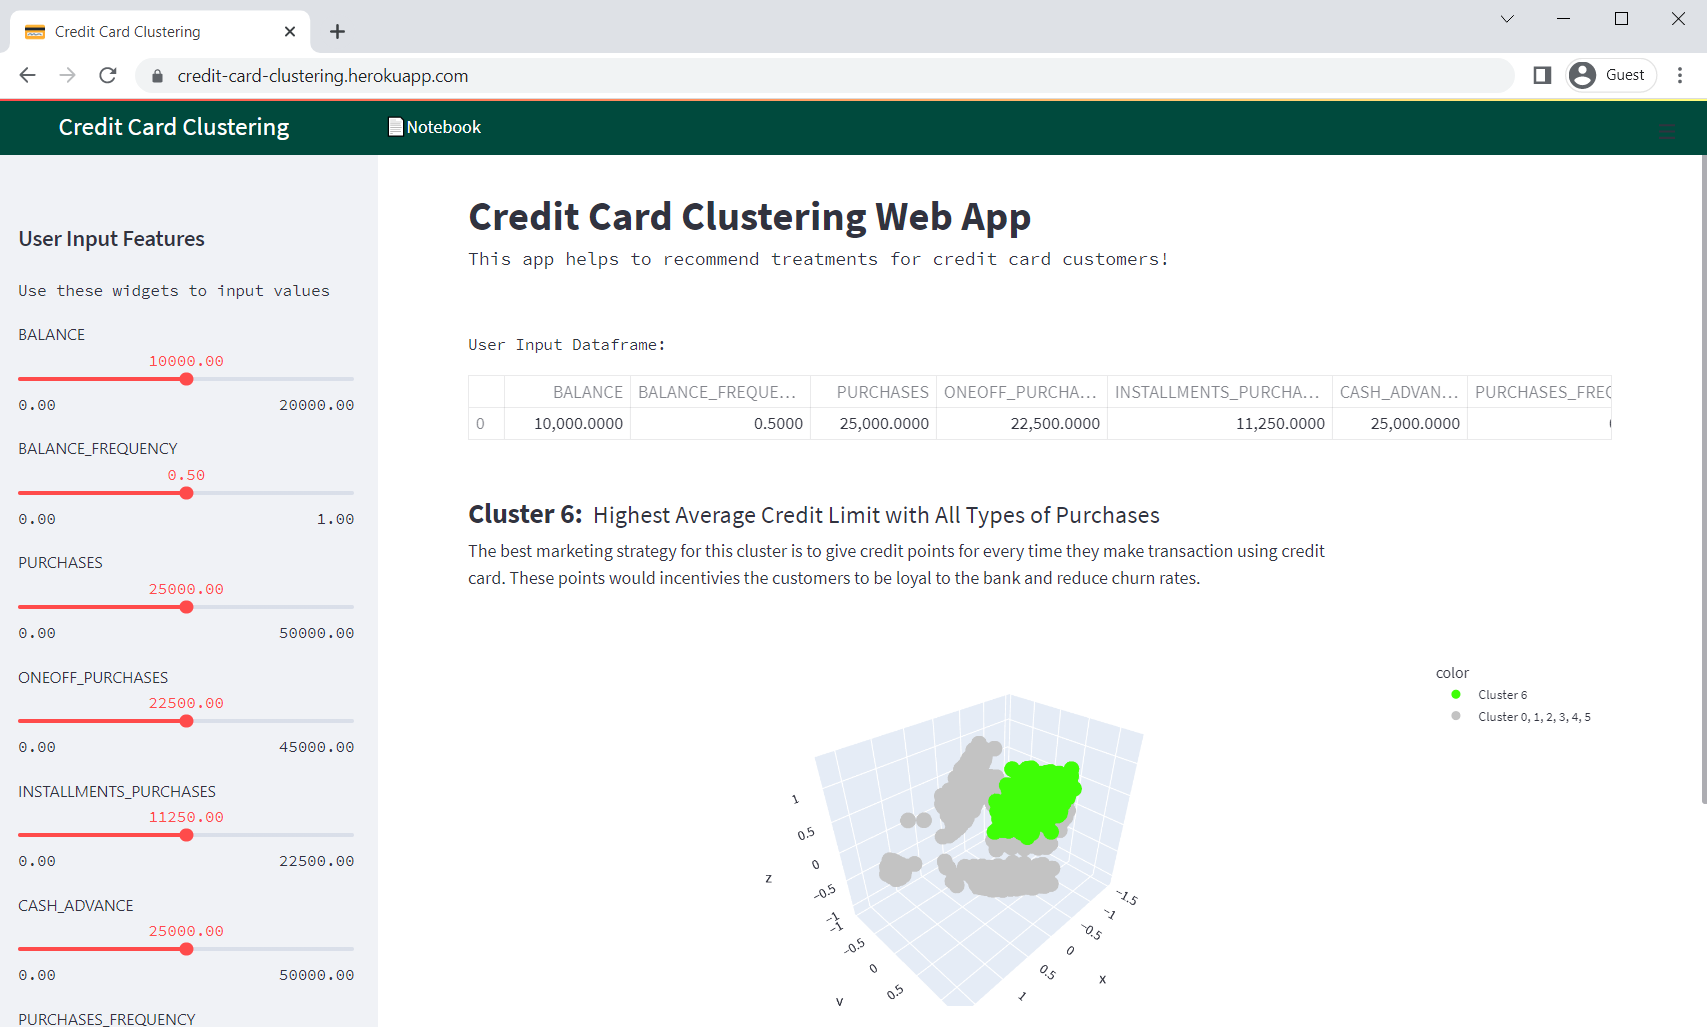 Credit Card Clustering
credit-card-clustering.herokuapp.com
Guest
Credit Card Clustering
Notebook
User Input Features
Use these widgets to input values
BALANCE
10000.00
0.00 20000.00
BALANCE_FREQUENCY
0.50
0.00 1.00
PURCHASES
25000.00
0.00 50000.00
ONEOFF_PURCHASES
22500.00
0.00 45000.00
INSTALLMENTS_PURCHASES
11250.00
0.00 22500.00
CASH_ADVANCE
25000.00
0.00 50000.00
PURCHASES_FREQUENCY
Credit Card Clustering Web App
This app helps to recommend treatments for credit card customers!
User Input Dataframe:
BALANCE BALANCE_FREQUE... PURCHASES ONEOFF_PURCHA... INSTALLMENTS_PURCHA... CASH_ADVAN... PURCHASES_FREQ
0 10,000.0000 0.5000 25,000.0000 22,500.0000 11,250.0000 25,000.0000
Cluster 6: Highest Average Credit Limit with All Types of Purchases
The best marketing strategy for this cluster is to give credit points for every time they make transaction using credit
card. These points would incentivies the customers to be loyal to the bank and reduce churn rates.
color
Cluster 6
Cluster 0, 1, 2, 3, 4, 5
1
0.5
0
−0.5
−1
z
−1
−0.5
0
0.5
y
−1.5
−1
−0.5
0
0.5
1
x